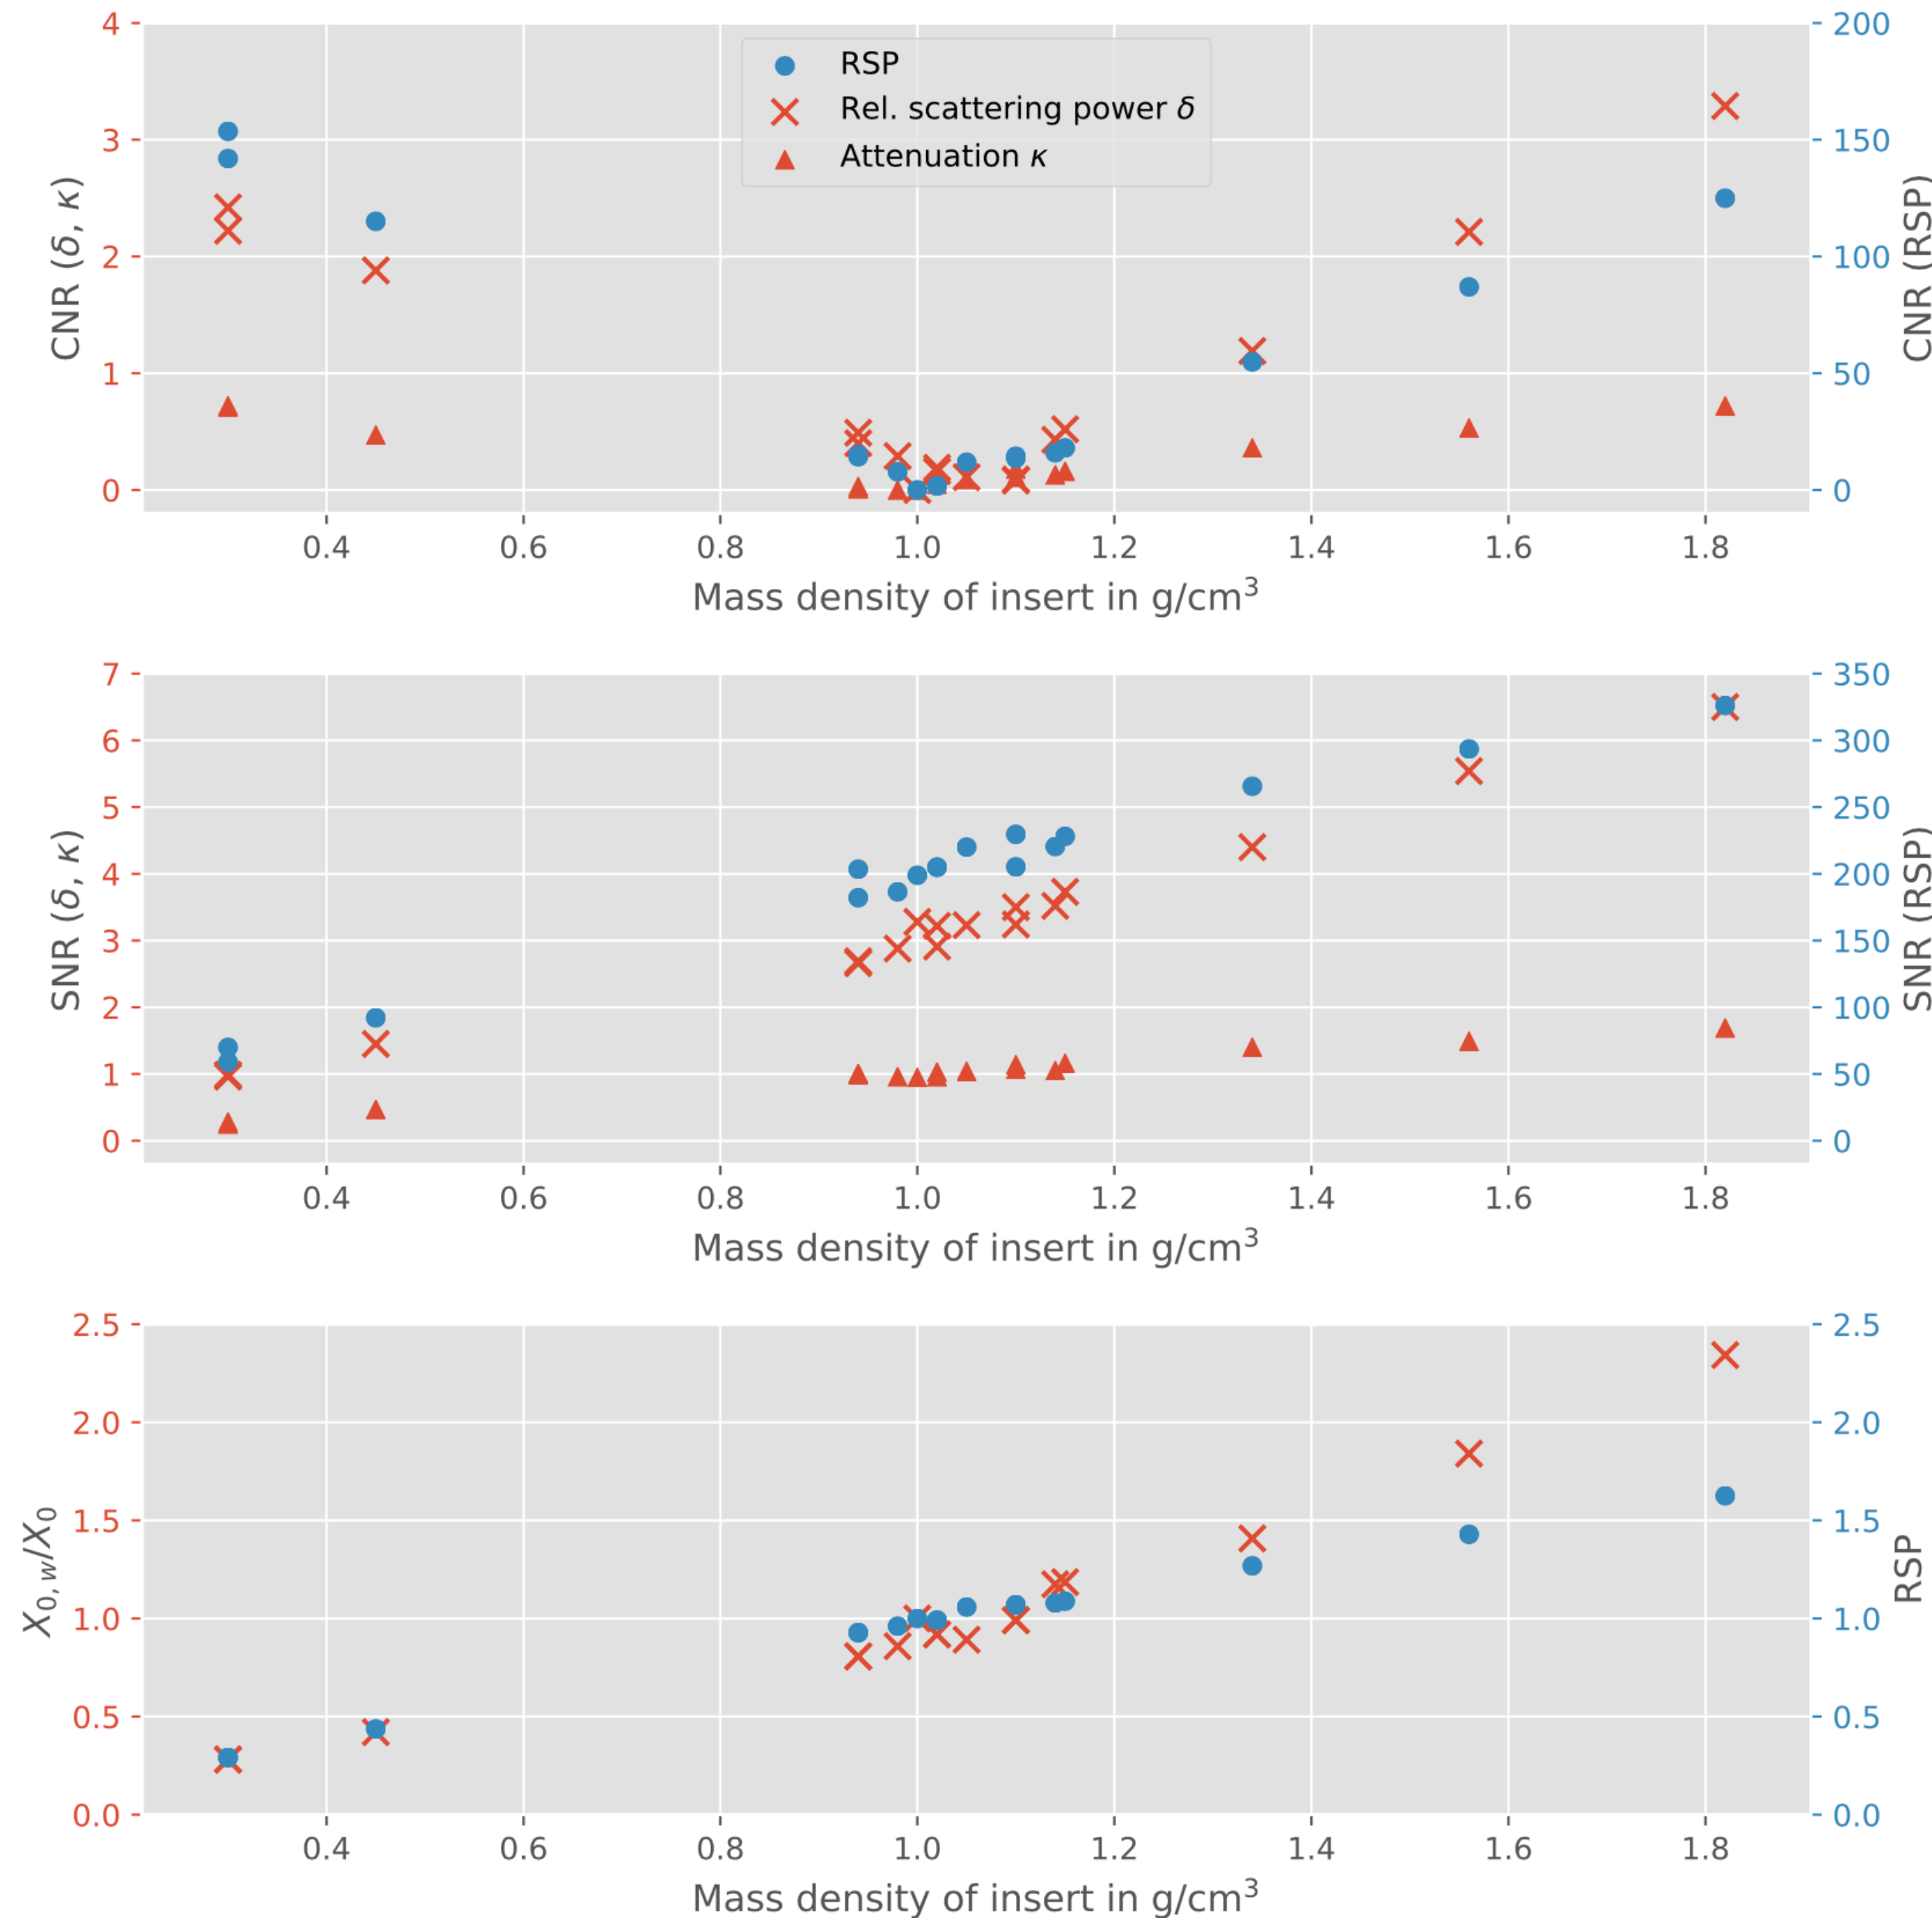 4
3
2
1
0
CNR (δ, κ)
RSP
Rel. scattering power δ
Attenuation κ
200
150
100
50
0
CNR (RSP)
0.4 0.6 0.8 1.0 1.2 1.4 1.6 1.8
Mass density of insert in g/cm³
7
6
5
4
3
2
1
0
SNR (δ, κ)
350
300
250
200
150
100
50
0
SNR (RSP)
0.4 0.6 0.8 1.0 1.2 1.4 1.6 1.8
Mass density of insert in g/cm³
2.5
2.0
1.5
1.0
0.5
0.0
X₀,w/X₀
2.5
2.0
1.5
1.0
0.5
0.0
RSP
0.4 0.6 0.8 1.0 1.2 1.4 1.6 1.8
Mass density of insert in g/cm³